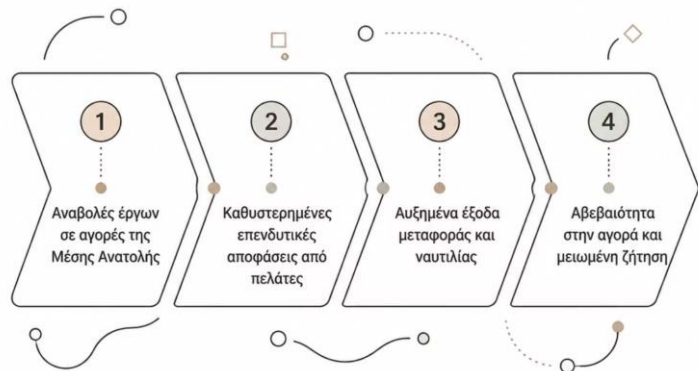 1
Αναβολές έργων
σε αγορές της
Μέσης Ανατολής
2
Καθυστερημένες
επενδυτικές
αποφάσεις από
πελάτες
3
Αυξημένα έξοδα
μεταφοράς και
ναυτιλίας
4
Αβεβαιότητα
στην αγορά και
μειωμένη ζήτηση